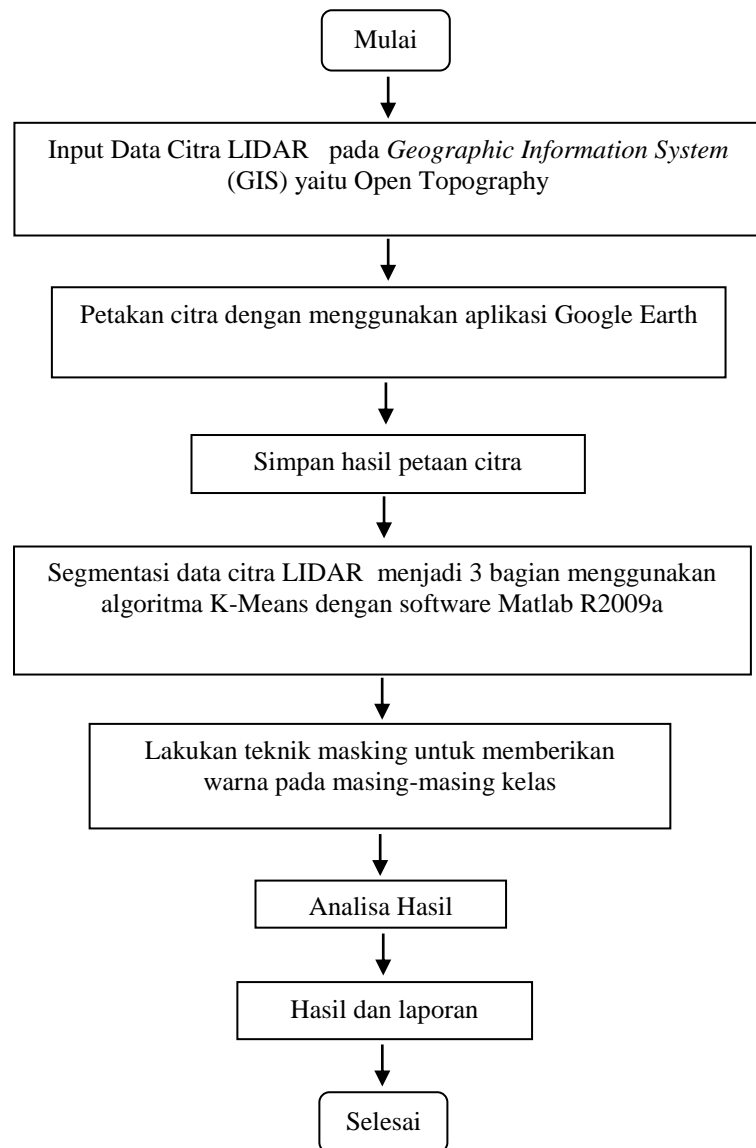 Mulai
Input Data Citra LIDAR pada Geographic Information System
(GIS) yaitu Open Topography
Petakan citra dengan menggunakan aplikasi Google Earth
Simpan hasil petaan citra
Segmentasi data citra LIDAR menjadi 3 bagian menggunakan
algoritma K-Means dengan software Matlab R2009a
Lakukan teknik masking untuk memberikan
warna pada masing-masing kelas
Analisa Hasil
Hasil dan laporan
Selesai